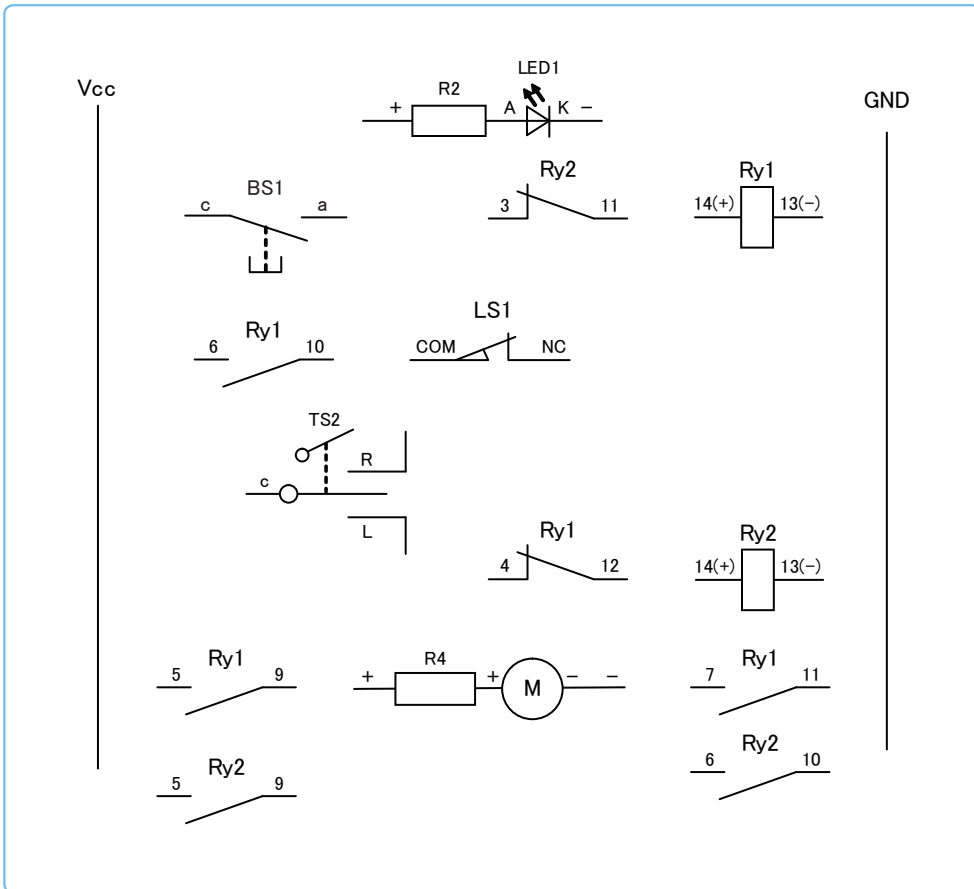 Vcc
GND
LED1
R2
+ A K −
BS1
c a
Ry2
3 11
Ry1
14(+) 13(−)
Ry1
6 10
LS1
COM NC
TS2
R
c
L
Ry1
4 12
Ry2
14(+) 13(−)
Ry1
5 9
R4
+ + M − −
Ry1
7 11
Ry2
5 9
Ry2
6 10